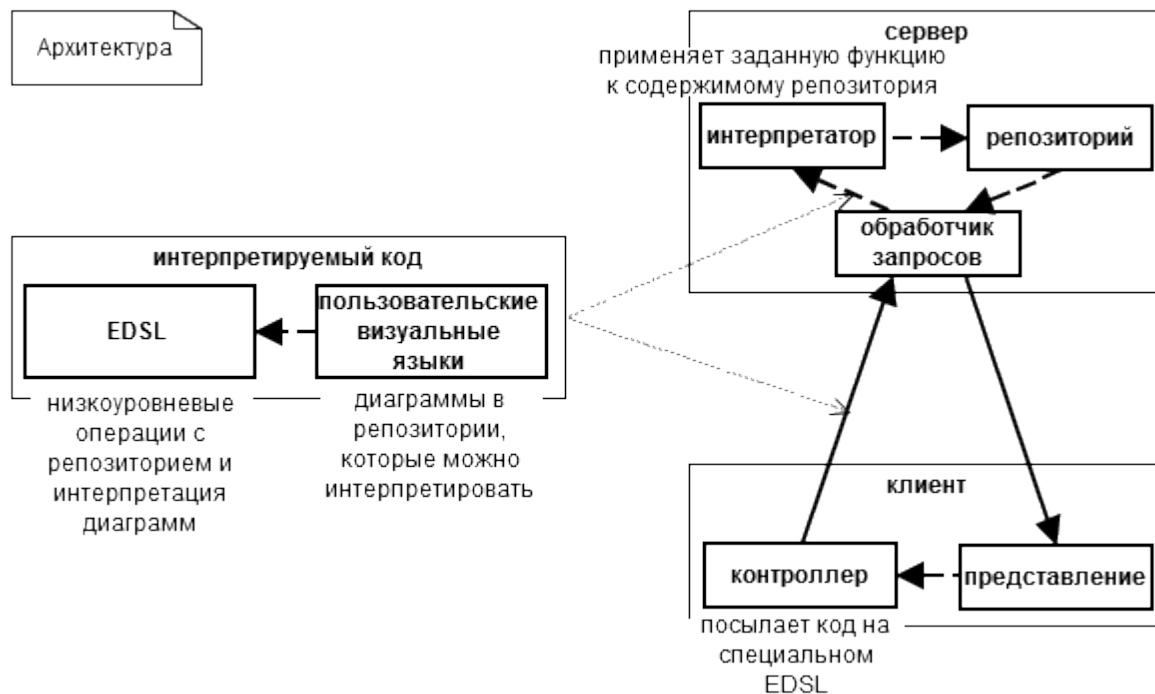 Архитектура
сервер
применяет заданную функцию
к содержимому репозитория
интерпретатор
репозиторий
обработчик
запросов
интерпретируемый код
EDSL
пользовательские
визуальные
языки
низкоуровневые
операции с
репозиторием и
интерпретация
диаграмм
диаграммы в
репозитории,
которые можно
интерпретировать
клиент
контроллер
представление
посылает код на
специальном
EDSL